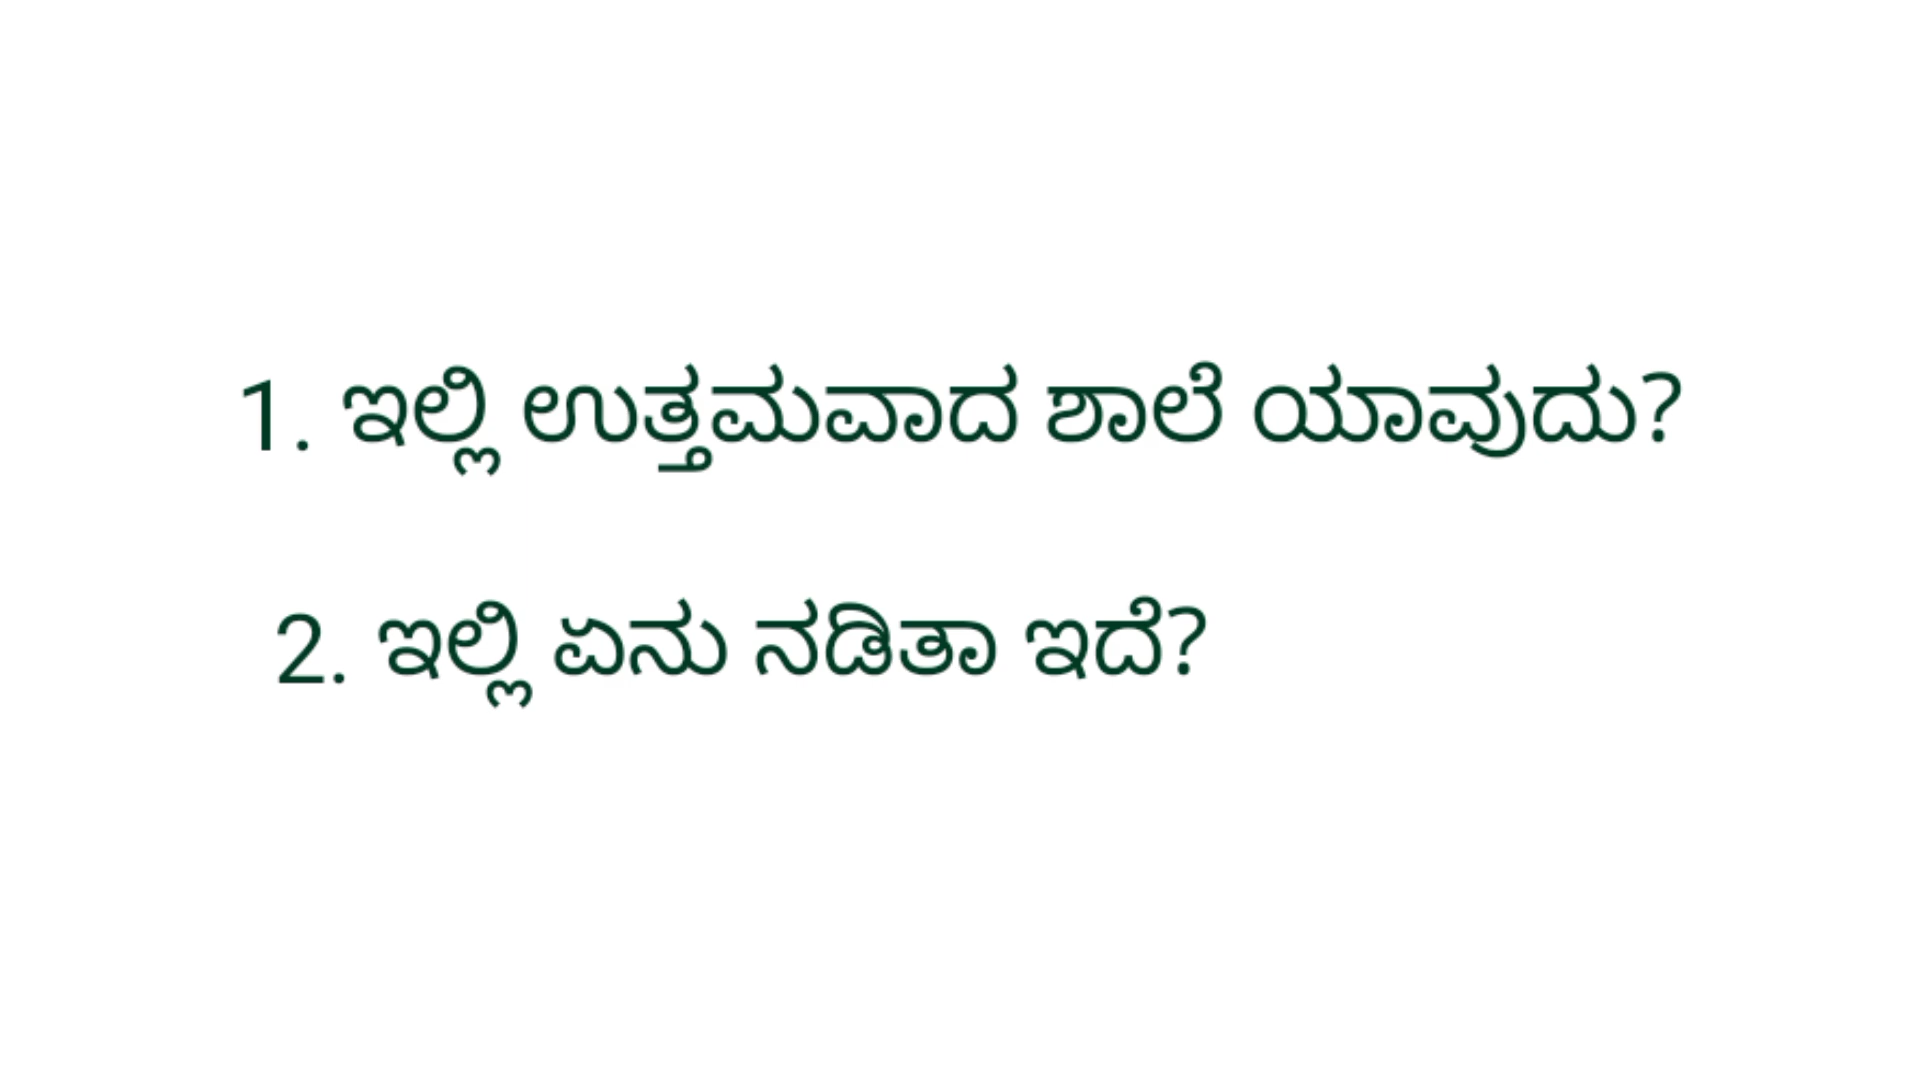 1. ಇಲ್ಲಿ ಉತ್ತಮವಾದ ಶಾಲೆ ಯಾವುದು?
2. ಇಲ್ಲಿ ಏನು ನಡಿತಾ ಇದೆ?